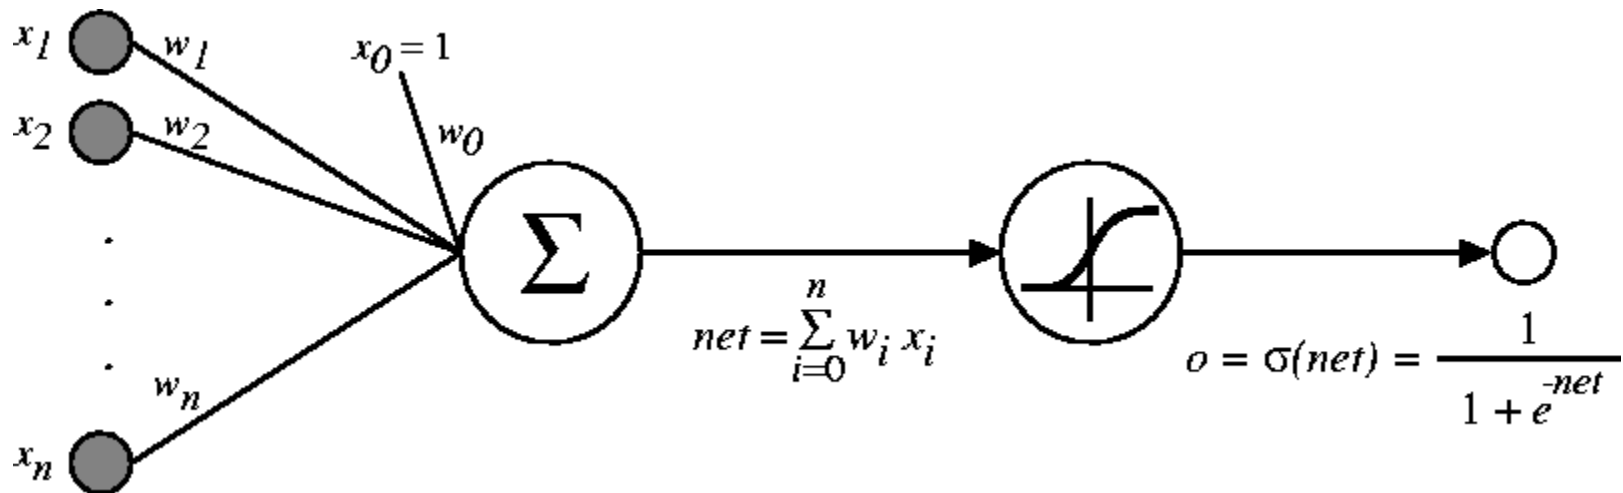 x1
w1
x0 = 1
x2
w2
w0
Σ
.
.
.
wn
xn
net = n∑i=0 wi xi
o = σ(net) = 1 / 1 + e^-net